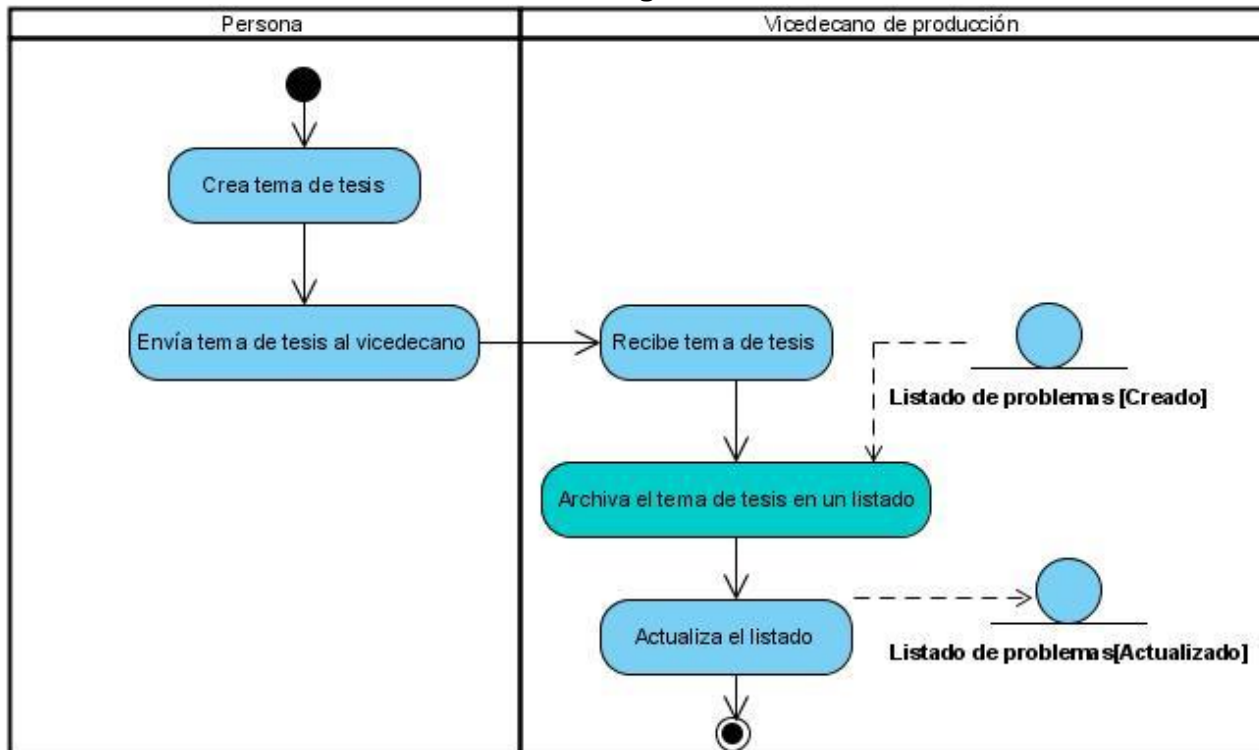 Persona
Vicedecano de producción
Crea tema de tesis
Envía tema de tesis al vicedecano
Recibe tema de tesis
Listado de problemas [Creado]
Archiva el tema de tesis en un listado
Actualiza el listado
Listado de problemas[Actualizado]